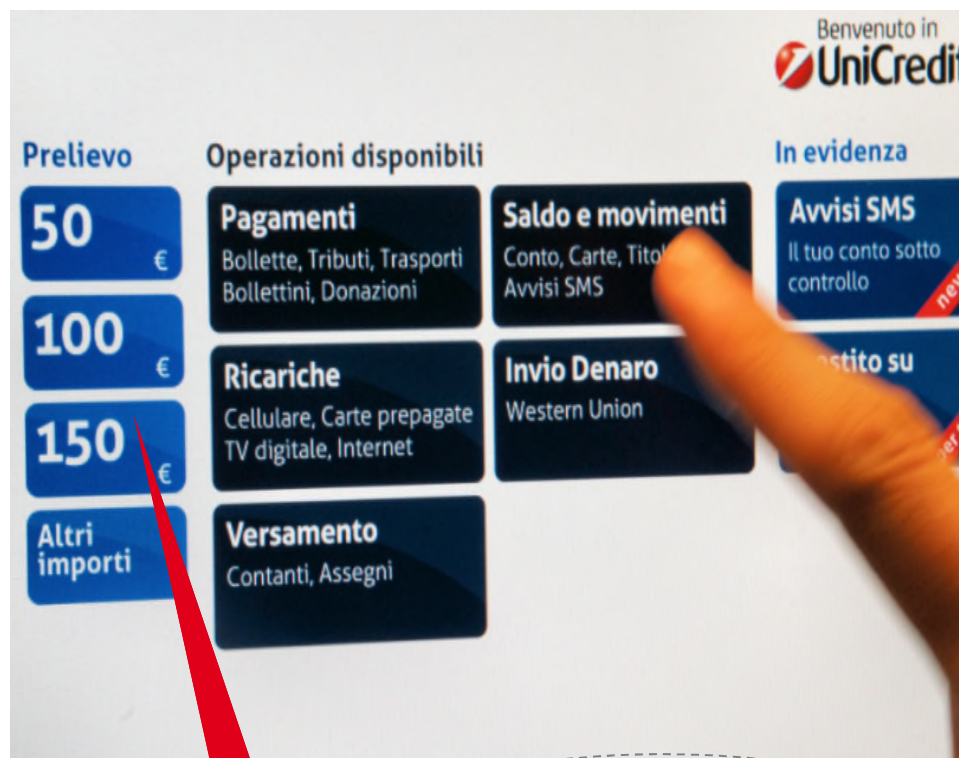 Benvenuto in
UniCredit
Prelievo
Operazioni disponibili
In evidenza
50
€
100
€
150
€
Altri
importi
Pagamenti
Bollette, Tributi, Trasporti
Bollettini, Donazioni
Saldo e movimenti
Conto, Carte,
Avvisi SMS
Ricariche
Cellulare, Carte prepagate
TV digitale, Internet
Invio Denaro
Western Union
Versamento
Contanti, Assegni
Avvisi SMS
Il tuo conto sotto
controllo
new
su